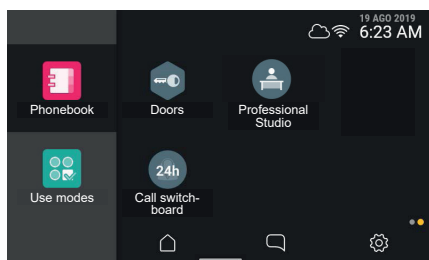 19 AGO 2019
6:23 AM
Phonebook
Doors
Professional
Studio
24h
Use modes
Call switch-
board